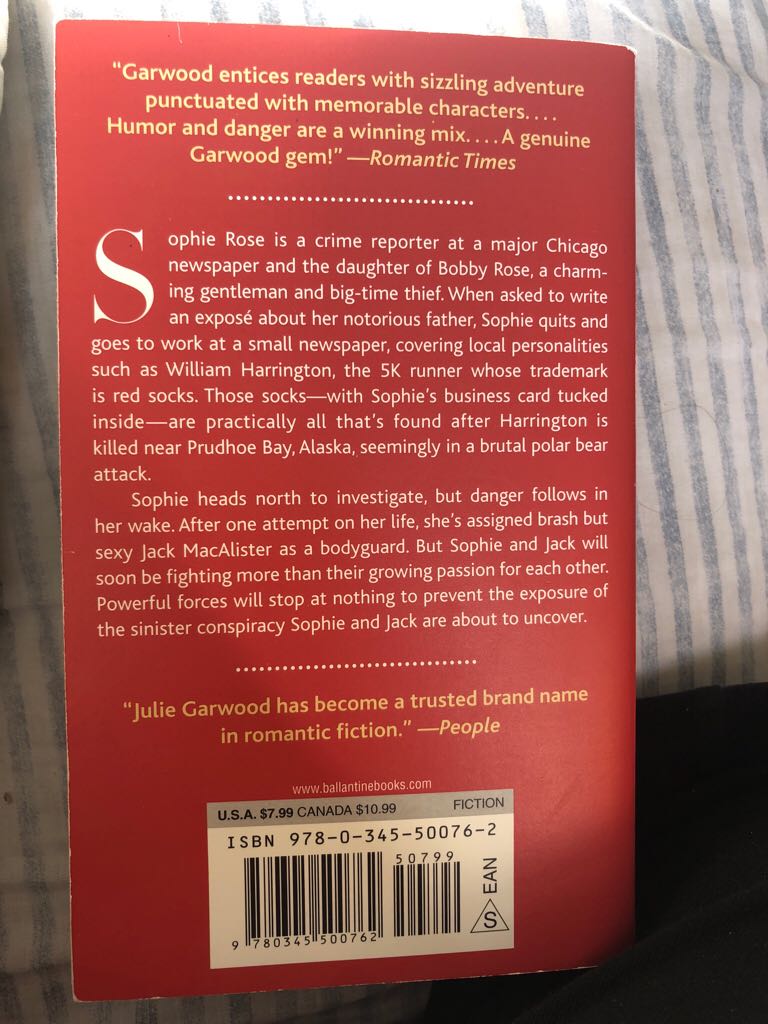 “Garwood entices readers with sizzling adventure
punctuated with memorable characters. . . .
Humor and danger are a winning mix. . . . A genuine
Garwood gem!” —Romantic Times
Sophie Rose is a crime reporter at a major Chicago
newspaper and the daughter of Bobby Rose, a charm-
ing gentleman and big-time thief. When asked to write
an exposé about her notorious father, Sophie quits and
goes to work at a small newspaper, covering local personalities
such as William Harrington, the 5K runner whose trademark
is red socks. Those socks—with Sophie’s business card tucked
inside—are practically all that’s found after Harrington is
killed near Prudhoe Bay, Alaska, seemingly in a brutal polar bear
attack.
Sophie heads north to investigate, but danger follows in
her wake. After one attempt on her life, she’s assigned brash but
sexy Jack MacAlister as a bodyguard. But Sophie and Jack will
soon be fighting more than their growing passion for each other.
Powerful forces will stop at nothing to prevent the exposure of
the sinister conspiracy Sophie and Jack are about to uncover.
“Julie Garwood has become a trusted brand name
in romantic fiction.” —People
www.ballantinebooks.com
U.S.A. $7.99 CANADA $10.99 FICTION
ISBN 978-0-345-50076-2
50799
EAN
S
9 780345 500762